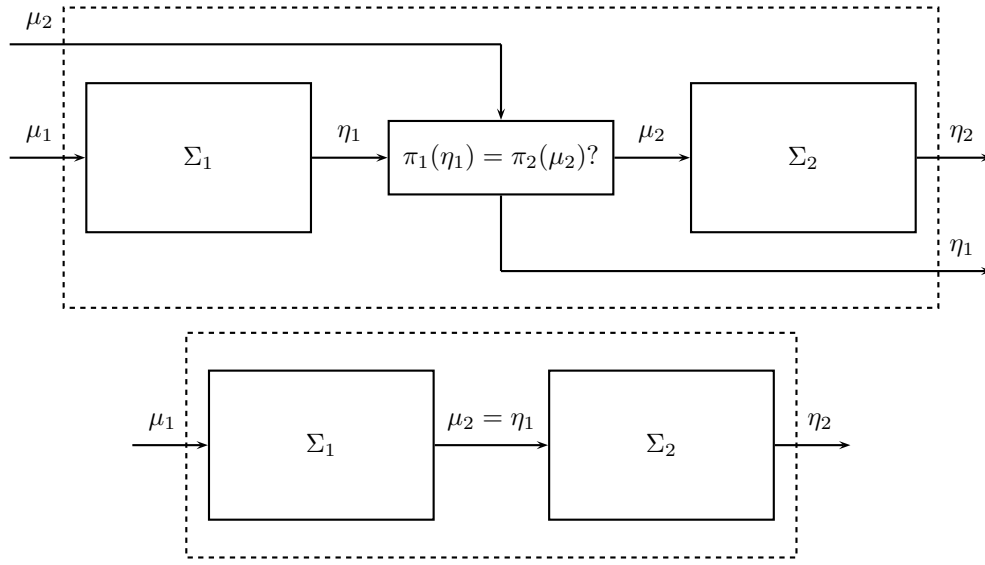 μ₂
μ₁ Σ₁ η₁ π₁(η₁) = π₂(μ₂)? μ₂ Σ₂ η₂
η₁
μ₁ Σ₁ μ₂ = η₁ Σ₂ η₂